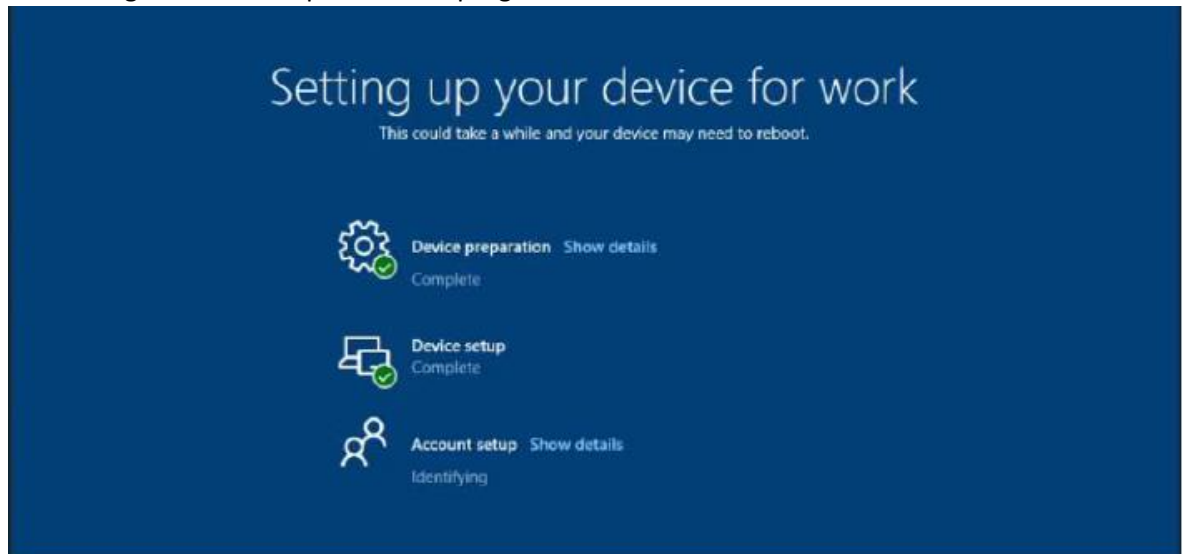 Setting up your device for work
This could take a while and your device may need to reboot.
Device preparation Show details
Complete
Device setup
Complete
Account setup Show details
Identifying